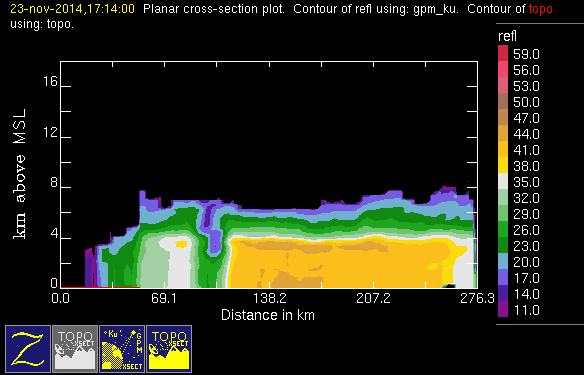 23-nov-2014,17:14:00 Planar cross-section plot. Contour of refl using: gpm_ku. Contour of topo
using: topo.
refl
59.0
56.0
53.0
50.0
47.0
44.0
41.0
38.0
35.0
32.0
29.0
26.0
23.0
20.0
17.0
14.0
11.0
km above MSL
16
12
8
4
0
0.0 69.1 138.2 207.2 276.3
Distance in km
Z
TOPO
XSECT
"Ku"
GPM
XSECT
TOPO
XSECT